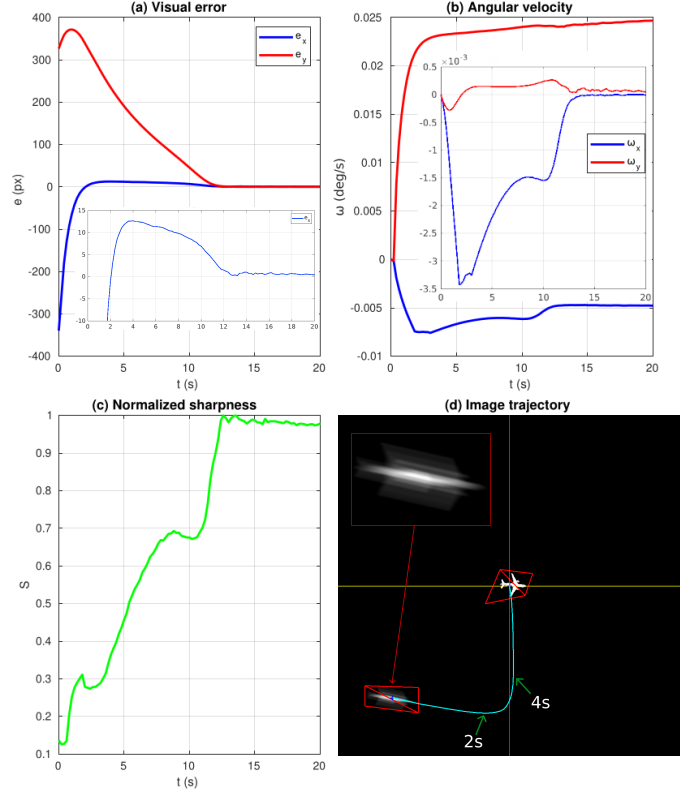 (a) Visual error
e (px)
400
300
200
100
0
-100
-200
-300
-400
e x
e y
15
10
5
0
-5
-10
e x
0 2 4 6 8 10 12 14 16 18 20
0 5 10 15 20
t (s)
(b) Angular velocity
ω (deg/s)
0.025
0.02
0.015
0.01
0.005
0
-0.005
-0.01
×10 -3
0.5
0
-0.5
-1
-1.5
-2
-2.5
-3
-3.5
0 5 10 15 20
ω x
ω y
0 5 10 15 20
t (s)
(c) Normalized sharpness
S
1
0.9
0.8
0.7
0.6
0.5
0.4
0.3
0.2
0.1
0 5 10 15 20
t (s)
(d) Image trajectory
4s
2s